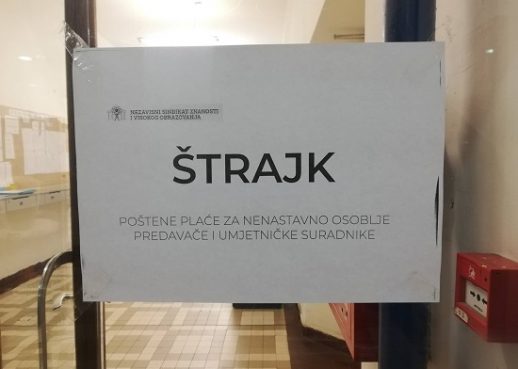 NEZAVISNI SINDIKAT ZNANOSTI
I VISOKOG OBRAZOVANJA
ŠTRAJK
POŠTENE PLAĆE ZA NENASTAVNO OSOBLJE
PREDAVAČE I UMJETNIČKE SURADNIKE